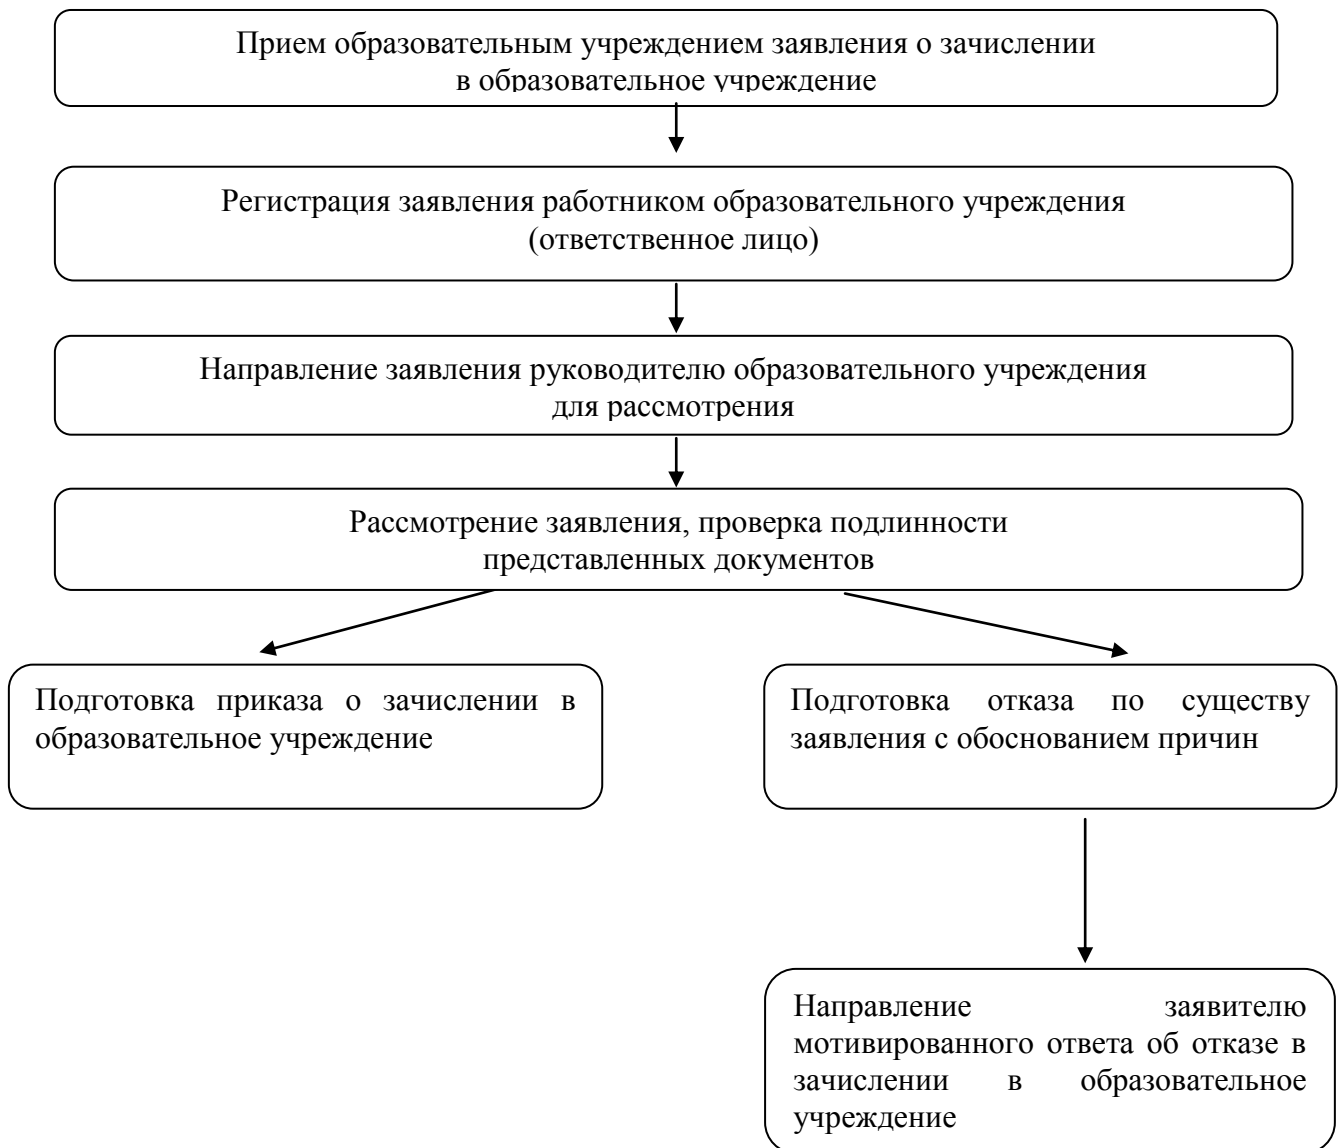 Прием образовательным учреждением заявления о зачислении
в образовательное учреждение
Регистрация заявления работником образовательного учреждения
(ответственное лицо)
Направление заявления руководителю образовательного учреждения
для рассмотрения
Рассмотрение заявления, проверка подлинности
представленных документов
Подготовка приказа о зачислении в
образовательное учреждение
Подготовка отказа по существу
заявления с обоснованием причин
Направление заявителю
мотивированного ответа об отказе в
зачислении в образовательное
учреждение